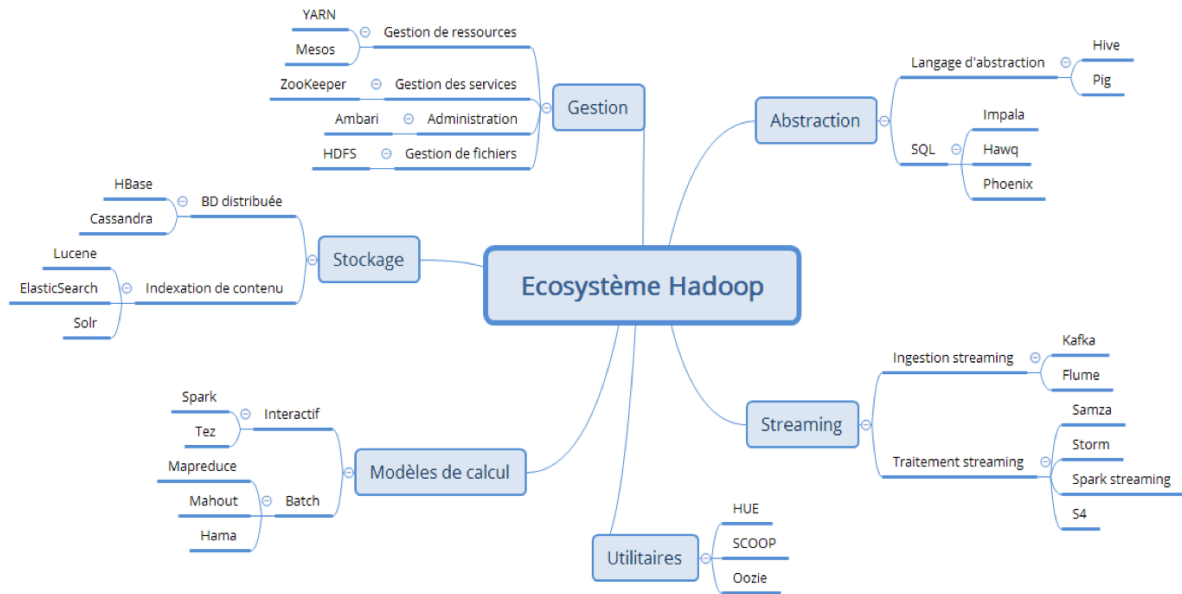 Ecosystème Hadoop
Gestion
Gestion de ressources
YARN
Mesos
Gestion des services
ZooKeeper
Administration
Ambari
Gestion de fichiers
HDFS
Stockage
BD distribuée
HBase
Cassandra
Indexation de contenu
Lucene
ElasticSearch
Solr
Modèles de calcul
Interactif
Spark
Tez
Batch
Mapreduce
Mahout
Hama
Abstraction
Langage d'abstraction
Hive
Pig
SQL
Impala
Hawq
Phoenix
Streaming
Ingestion streaming
Kafka
Flume
Traitement streaming
Samza
Storm
Spark streaming
S4
Utilitaires
HUE
SCOOP
Oozie